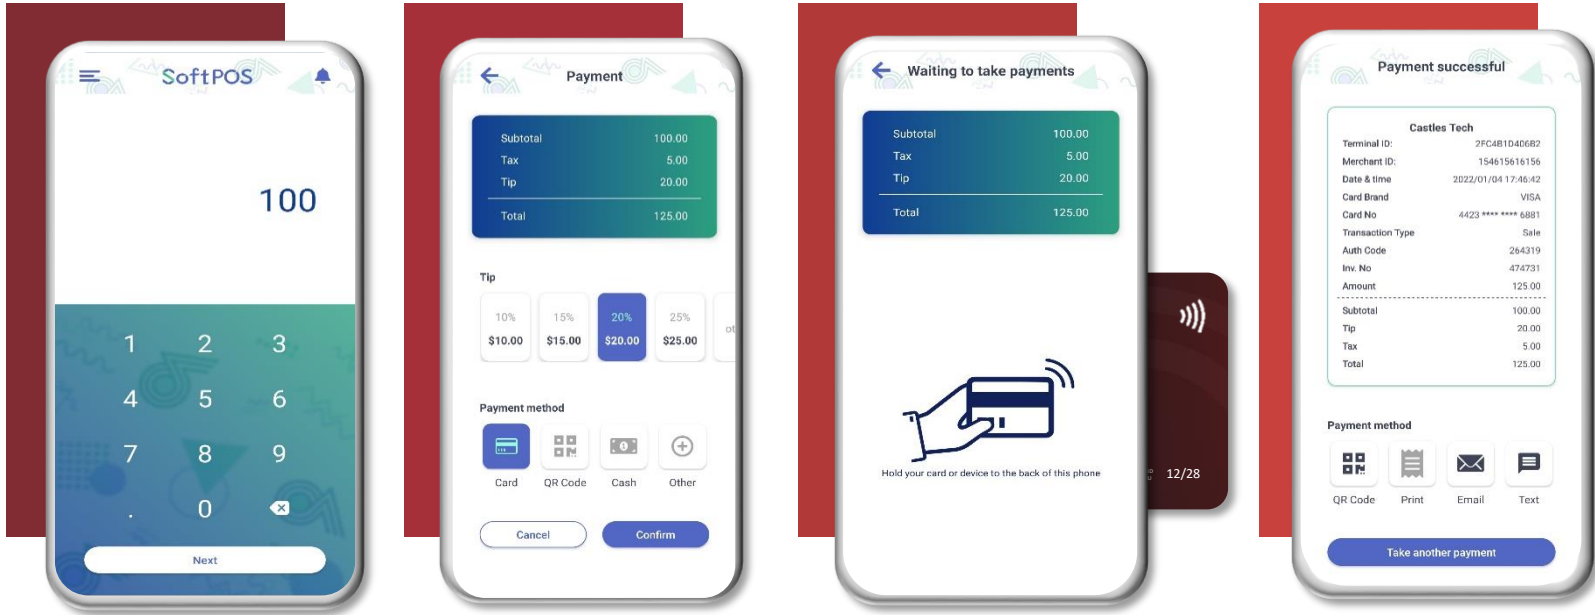 SoftPOS
100
1 2 3
4 5 6
7 8 9
. 0
Next
Payment
Subtotal 100.00
Tax 5.00
Tip 20.00
Total 125.00
Tip
10% 15% 20% 25%
$10.00 $15.00 $20.00 $25.00
ot
Payment method
Card QR Code Cash Other
Cancel Confirm
Waiting to take payments
Subtotal 100.00
Tax 5.00
Tip 20.00
Total 125.00
Hold your card or device to the back of this phone
12/28
Payment successful
Castles Tech
Terminal ID: 2FC4B1D406B2
Merchant ID: 154615616156
Date & time 2022/01/04 17:46:42
Card Brand VISA
Card No 4423 **** **** 6881
Transaction Type Sale
Auth Code 264319
Inv. No 474731
Amount 125.00
Subtotal 100.00
Tip 20.00
Tax 5.00
Total 125.00
Payment method
QR Code Print Email Text
Take another payment